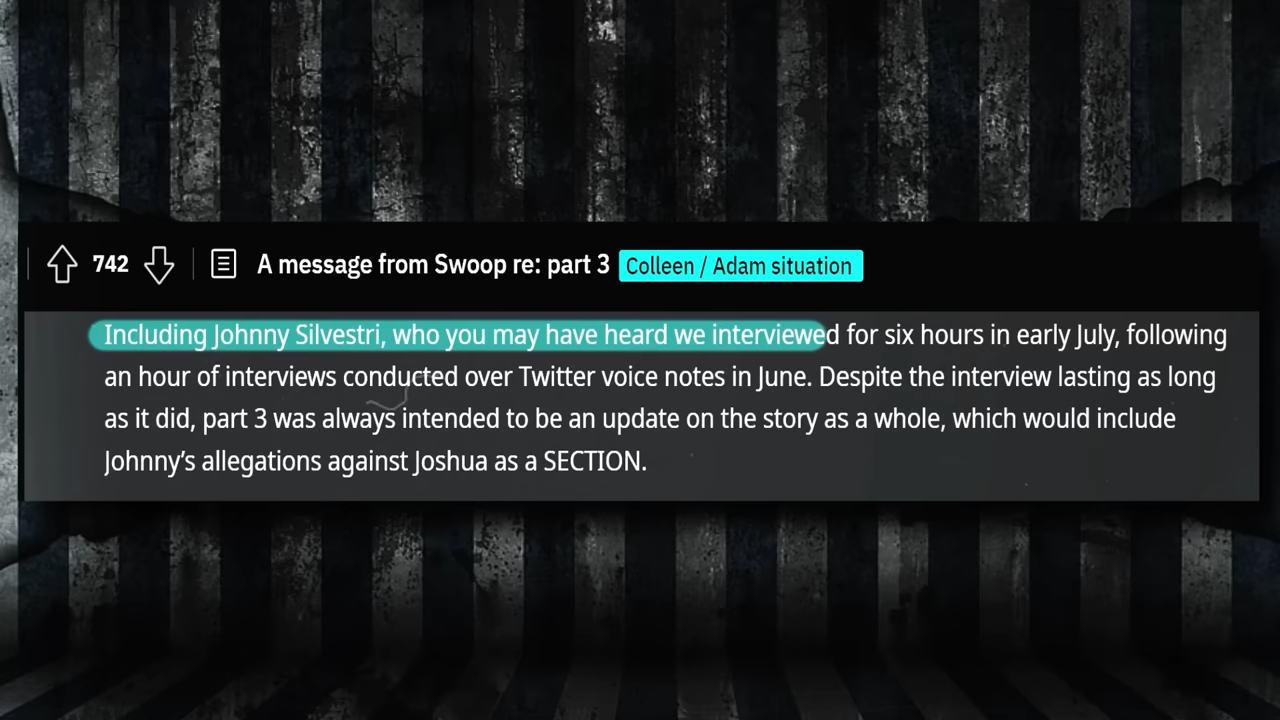 742 A message from Swoop re: part 3 Colleen / Adam situation
Including Johnny Silvestri, who you may have heard we interviewed for six hours in early July, following
an hour of interviews conducted over Twitter voice notes in June. Despite the interview lasting as long
as it did, part 3 was always intended to be an update on the story as a whole, which would include
Johnny's allegations against Joshua as a SECTION.